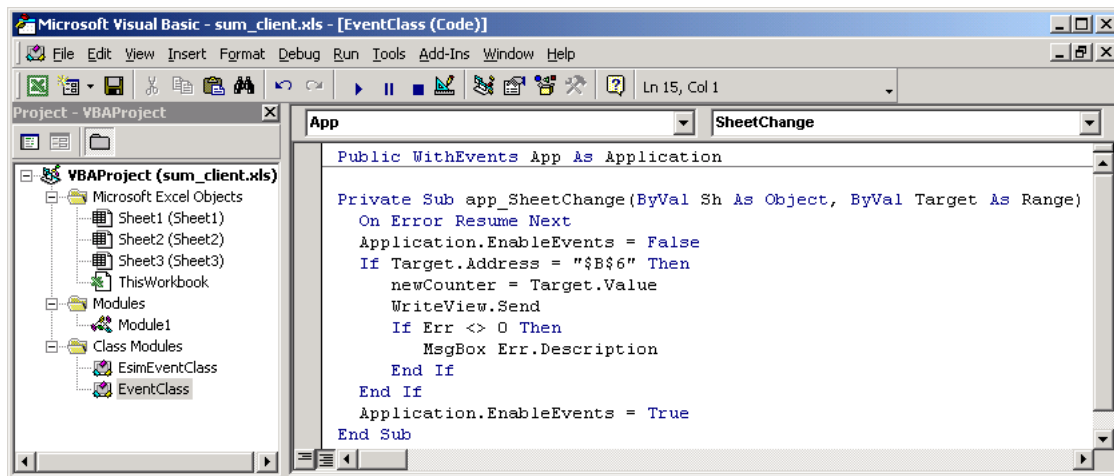 Microsoft Visual Basic - sum_client.xls - [EventClass (Code)]
File Edit View Insert Format Debug Run Tools Add-Ins Window Help
Ln 15, Col 1
Project - VBAProject
App
SheetChange
VBAProject (sum_client.xls)
Microsoft Excel Objects
Sheet1 (Sheet1)
Sheet2 (Sheet2)
Sheet3 (Sheet3)
ThisWorkbook
Modules
Module1
Class Modules
EsimEventClass
EventClass
Public WithEvents App As Application
Private Sub app_SheetChange(ByVal Sh As Object, ByVal Target As Range)
On Error Resume Next
Application.EnableEvents = False
If Target.Address = "$B$6" Then
newCounter = Target.Value
WriteView.Send
If Err <> 0 Then
MsgBox Err.Description
End If
End If
Application.EnableEvents = True
End Sub